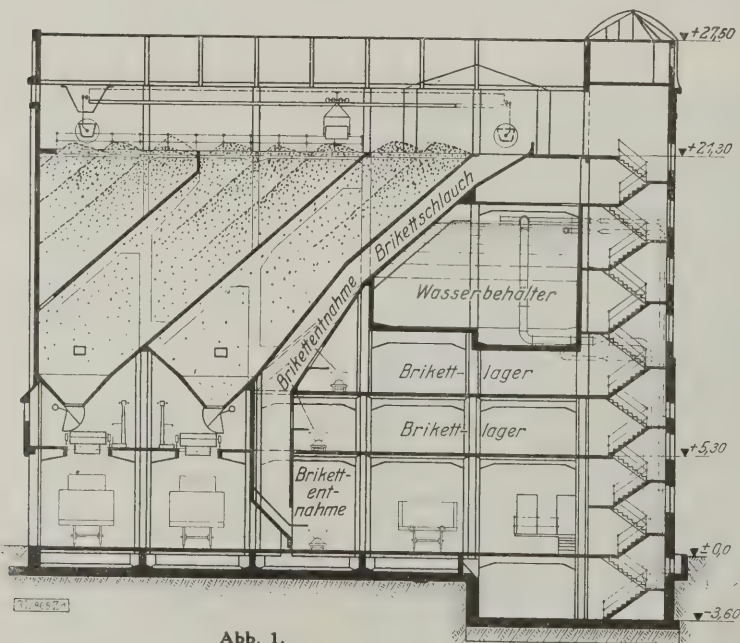 +27,50
+21,30
Brikettschlauch
Brikettentnahme
Wasserbehälter
Brikett- lager
Brikett- lager
+5,30
Brikett-
ent-
nahme
±0,0
-3,60
Abb. 1.